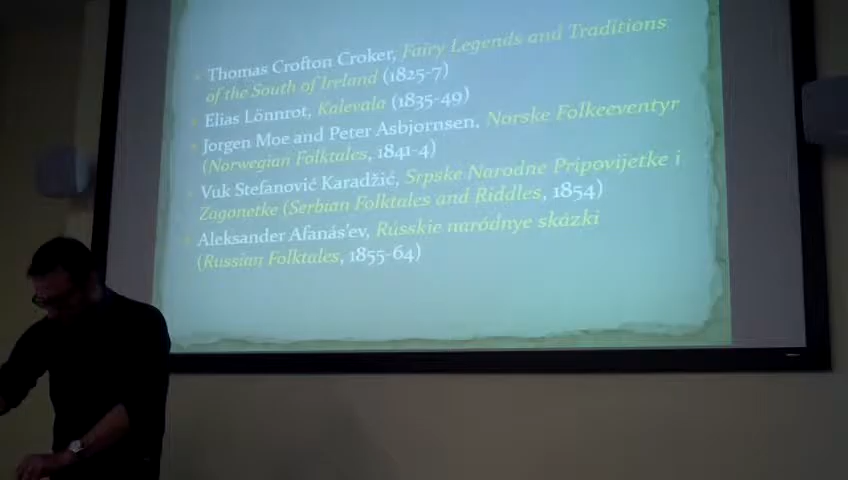 Thomas Crofton Croker, Fairy Legends and Traditions
of the South of Ireland (1825-7)
Elias Lönnrot, Kalevala (1835-49)
Jorgen Moe and Peter Asbjornsen, Norske Folkeeventyr
(Norwegian Folktales, 1841-4)
Vuk Stefanović Karadžić, Srpske Narodne Pripovijetke i
Zagonetke (Serbian Folktales and Riddles, 1854)
Aleksander Afanás'ev, Rússkie naródnye skázki
(Russian Folktales, 1855-64)